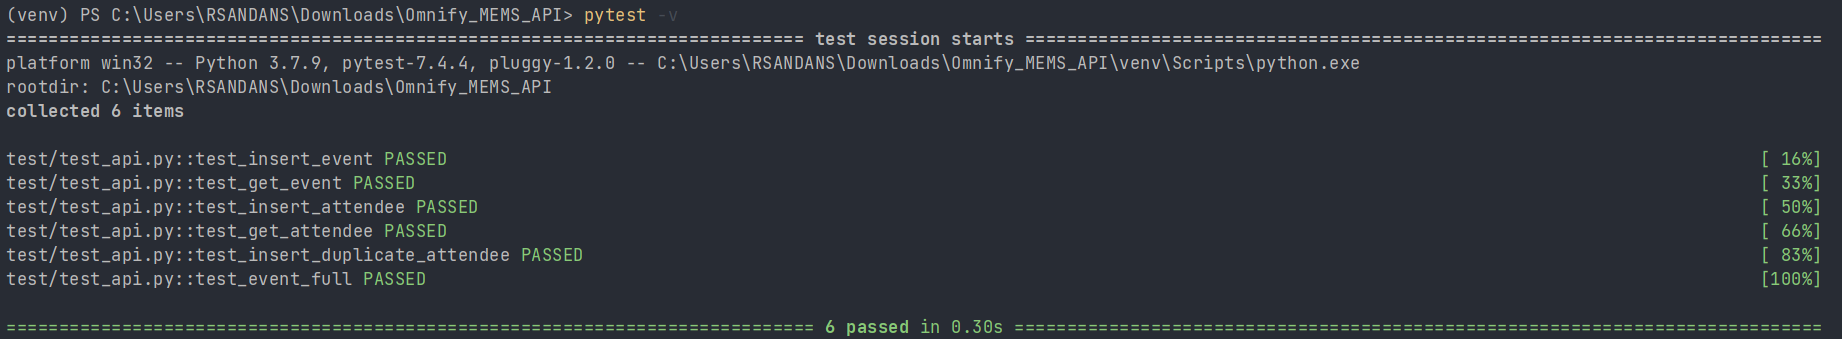 (venv) PS C:\Users\RSANDANS\Downloads\Omnify_MEMS_API> pytest -v
============================================================================ test session starts ============================================================================
platform win32 -- Python 3.7.9, pytest-7.4.4, pluggy-1.2.0 -- C:\Users\RSANDANS\Downloads\Omnify_MEMS_API\venv\Scripts\python.exe
rootdir: C:\Users\RSANDANS\Downloads\Omnify_MEMS_API
collected 6 items
test/test_api.py::test_insert_event PASSED [ 16%]
test/test_api.py::test_get_event PASSED [ 33%]
test/test_api.py::test_insert_attendee PASSED [ 50%]
test/test_api.py::test_get_attendee PASSED [ 66%]
test/test_api.py::test_insert_duplicate_attendee PASSED [ 83%]
test/test_api.py::test_event_full PASSED [100%]
============================================================================= 6 passed in 0.30s =============================================================================